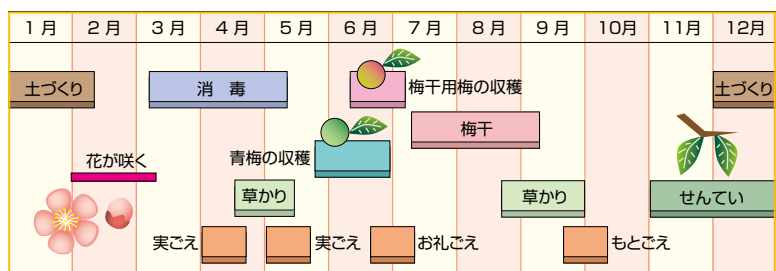 1月 2月 3月 4月 5月 6月 7月 8月 9月 10月 11月 12月
土づくり 消毒 梅干用梅の収穫 土づくり
梅干
花が咲く 青梅の収穫
草かり 草かり せんてい
実ごえ 実ごえ お礼ごえ もとごえ